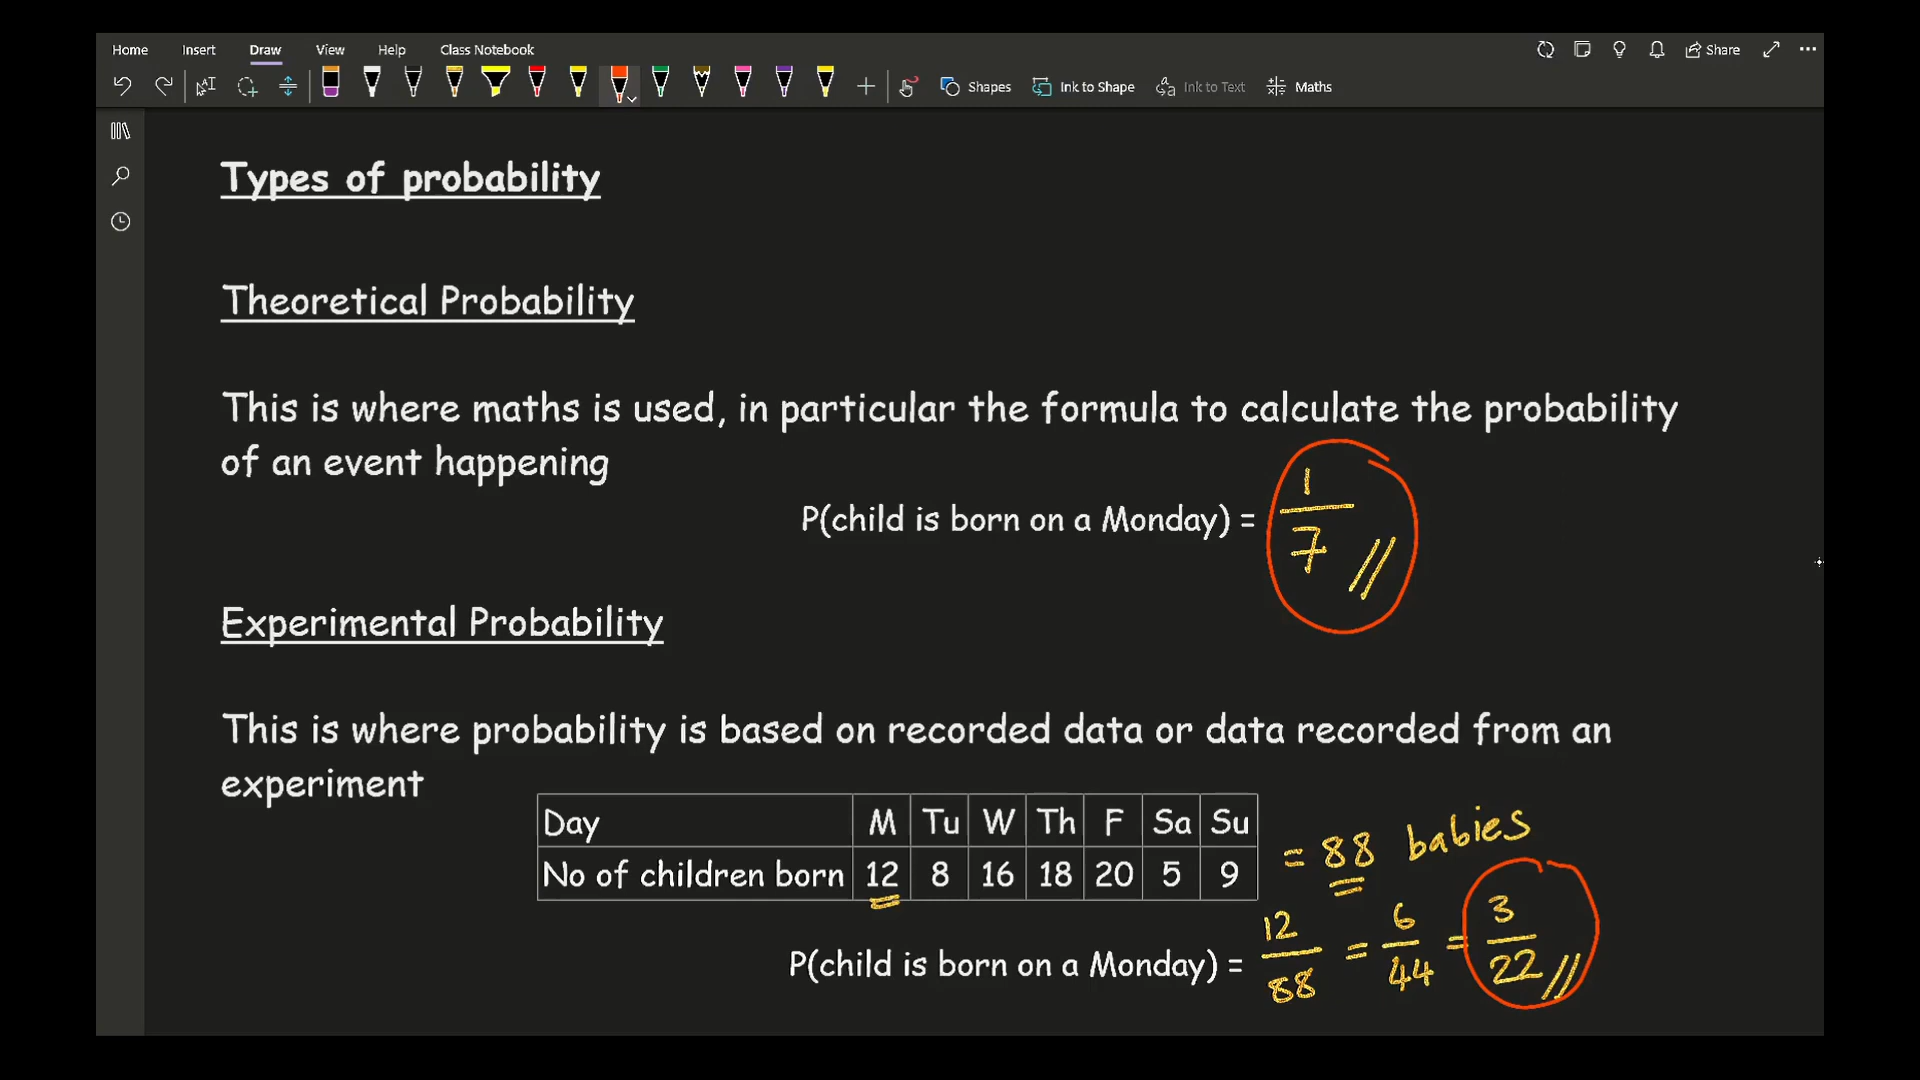 Home Insert Draw View Help Class Notebook Share
Shapes Ink to Shape Ink to Text Maths
Types of probability
Theoretical Probability
This is where maths is used, in particular the formula to calculate the probability
of an event happening
P(child is born on a Monday) = 1/7 //
Experimental Probability
This is where probability is based on recorded data or data recorded from an
experiment
Day M Tu W Th F Sa Su
No of children born 12 8 16 18 20 5 9
= 88 babies
P(child is born on a Monday) = 12/88 = 6/44 = 3/22 //